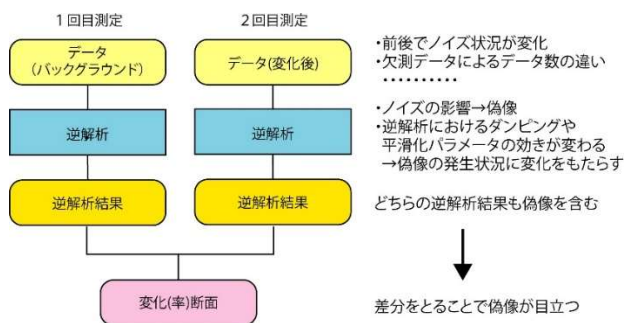 1回目測定
2回目測定
データ
(バックグラウンド)
データ(変化後)
・前後でノイズ状況が変化
・欠測データによるデータ数の違い
・・・・・・・・・・
逆解析
逆解析
・ノイズの影響→偽像
・逆解析におけるダンピングや
平滑化パラメータの効きが変わる
→偽像の発生状況に変化をもたらす
逆解析結果
逆解析結果
どちらの逆解析結果も偽像を含む
変化(率)断面
差分をとることで偽像が目立つ